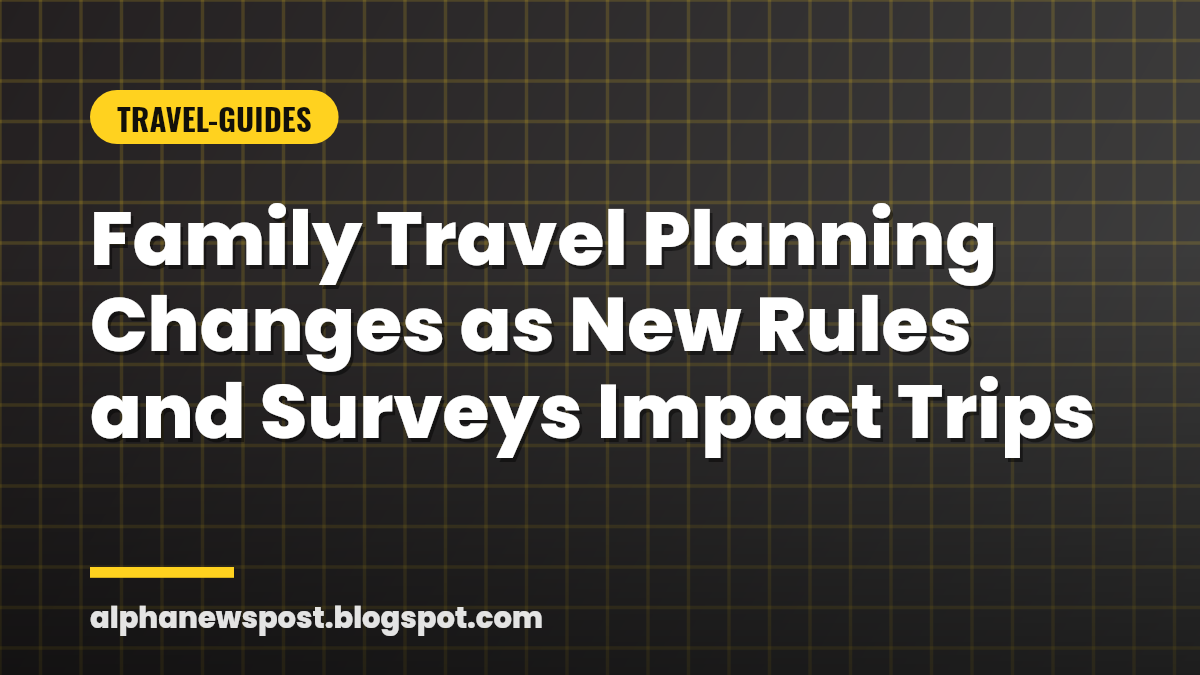 TRAVEL-GUIDES
Family Travel Planning
Changes as New Rules
and Surveys Impact Trips
alphanewspost.blogspot.com